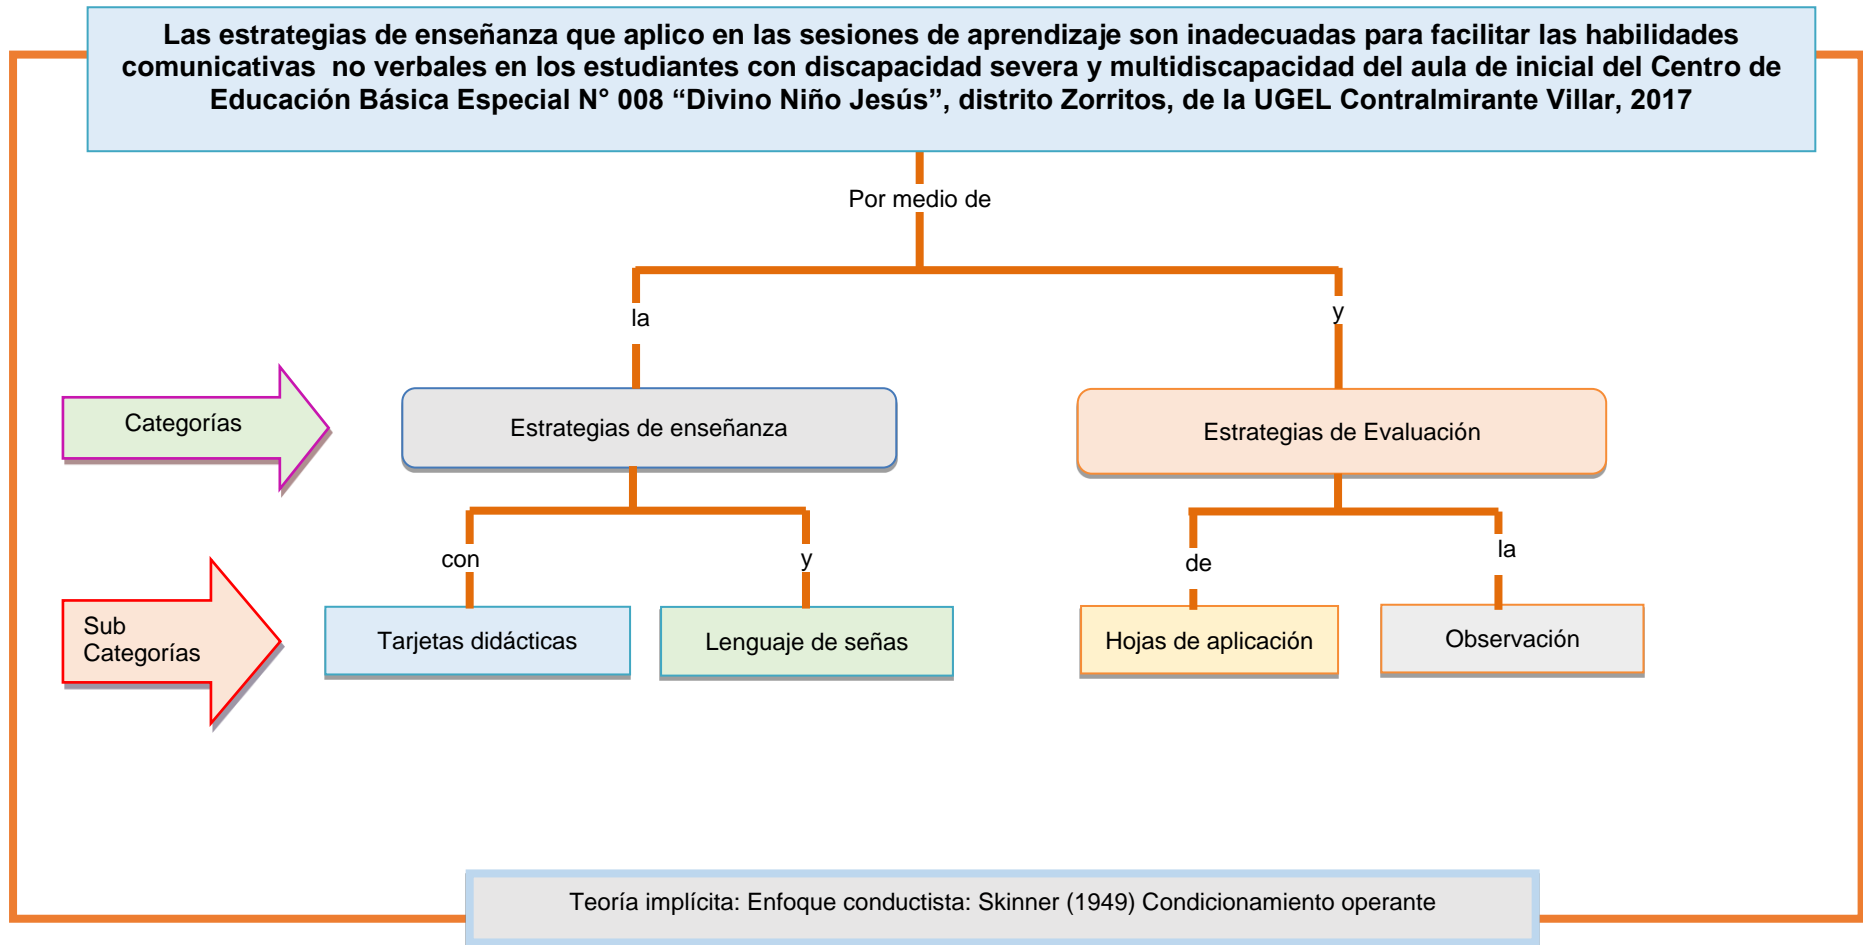 Las estrategias de enseñanza que aplico en las sesiones de aprendizaje son inadecuadas para facilitar las habilidades
comunicativas  no verbales en los estudiantes con discapacidad severa y multidiscapacidad del aula de inicial del Centro de
Educación Básica Especial N° 008 “Divino Niño Jesús”, distrito Zorritos, de la UGEL Contralmirante Villar, 2017
Por medio de
la
y
Categorías
Estrategias de enseñanza
Estrategias de Evaluación
con
y
de
la
Sub
Categorías
Tarjetas didácticas
Lenguaje de señas
Hojas de aplicación
Observación
Teoría implícita: Enfoque conductista: Skinner (1949) Condicionamiento operante